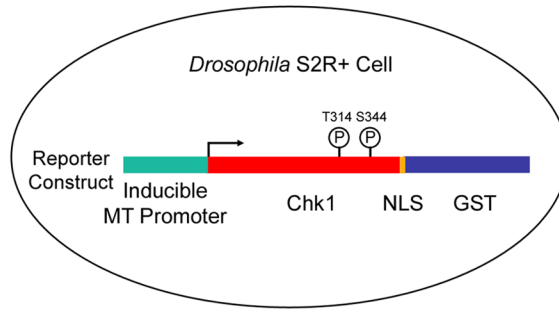 Drosophila S2R+ Cell
T314 S344
P P
Reporter
Construct
Inducible
MT Promoter
Chk1
NLS
GST